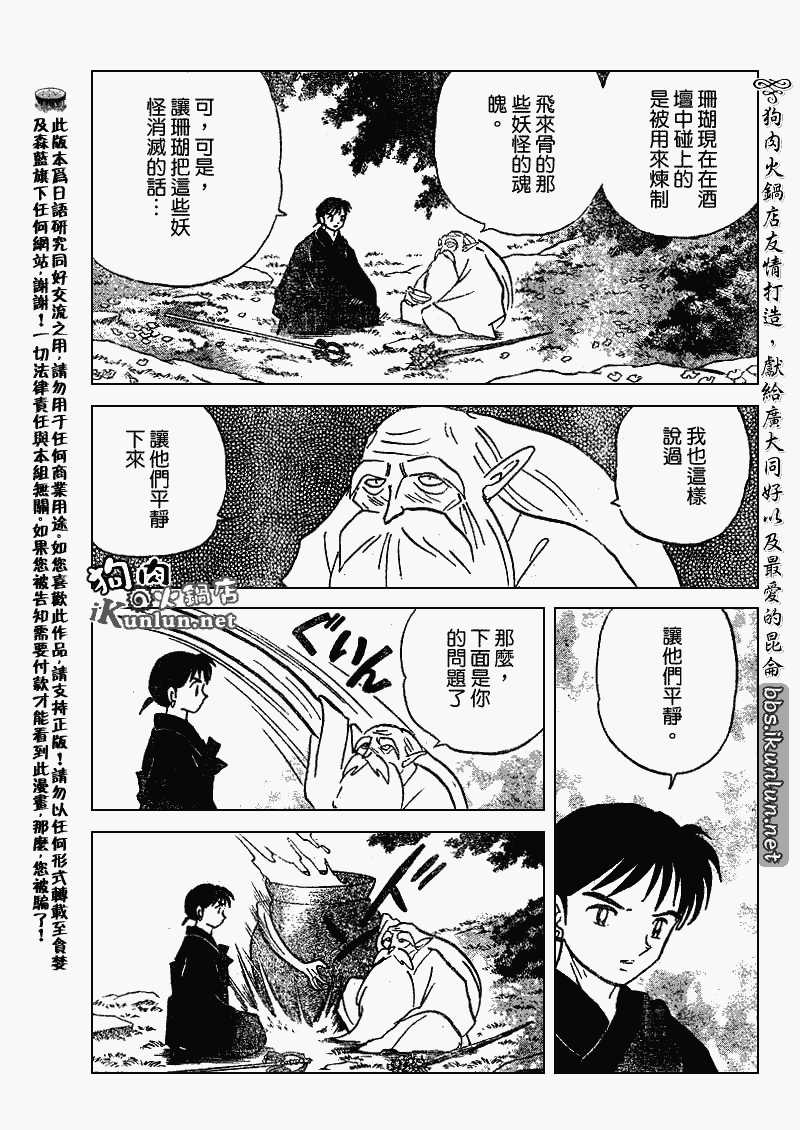 珊瑚現在在酒
壇中碰上的
是被用來煉制
飛來骨的那
些妖怪的魂
魄。
可,可是,
讓珊瑚把這些妖
怪消滅的話…
我也這樣
說過
讓他們平靜
下來
讓他們平靜。
那麼,
下面是你
的問題了
ぐいん
ドン
狗肉火鍋店
iKunlun.net
狗肉火鍋店友情打造,獻給廣大同好以及最愛的昆侖
bbs.ikunlun.net
此版本爲日語研究同好交流之用,請勿用于任何商業用途。如您喜歡此作品,請支持正版!請勿以任何形式轉載至貪婪
及森藍旗下任何網站,謝謝!一切法律責任與本組無關。如果您被告知需要付款才能看到此漫畫,那麼,您被騙了!